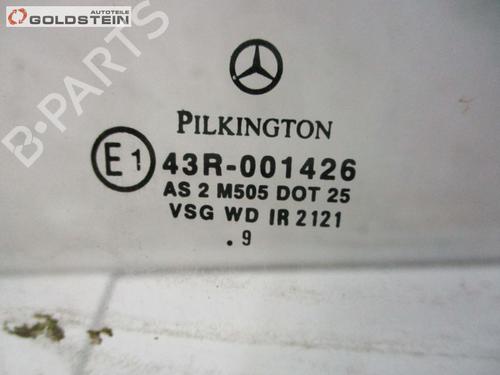 AUTOTEILE
GOLDSTEIN
B-PARTS
PILKINGTON
E1 43R-001426
AS 2 M505 DOT 25
VSG WD IR 2121
.9